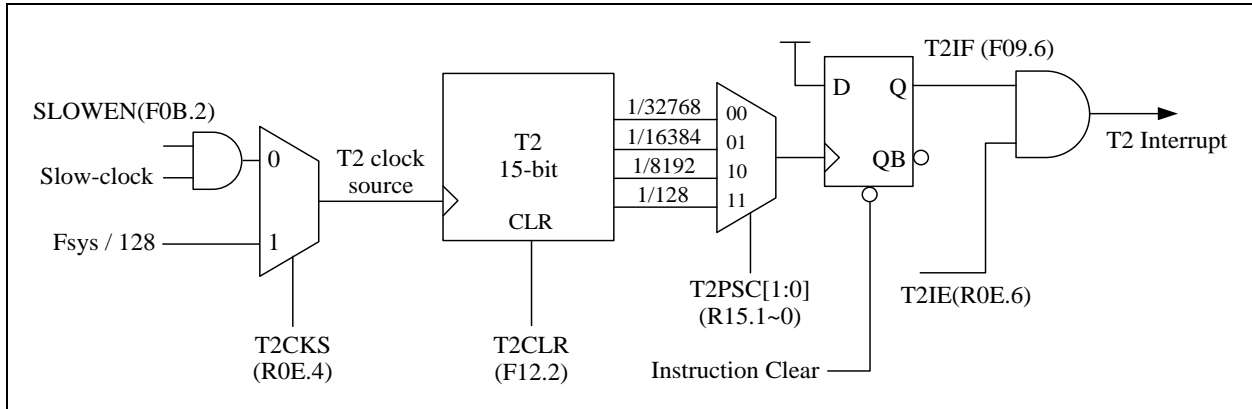 T2IF (F09.6)
SLOWEN(F0B.2)
D
Q
1/32768
00
T2
15-bit
1/16384
01
T2 Interrupt
0
T2 clock
source
QB
1/8192
10
Slow-clock
1/128
11
CLR
Fsys / 128
1
T2PSC[1:0]
(R15.1~0)
T2IE(R0E.6)
T2CKS
(R0E.4)
T2CLR
(F12.2)
Instruction Clear